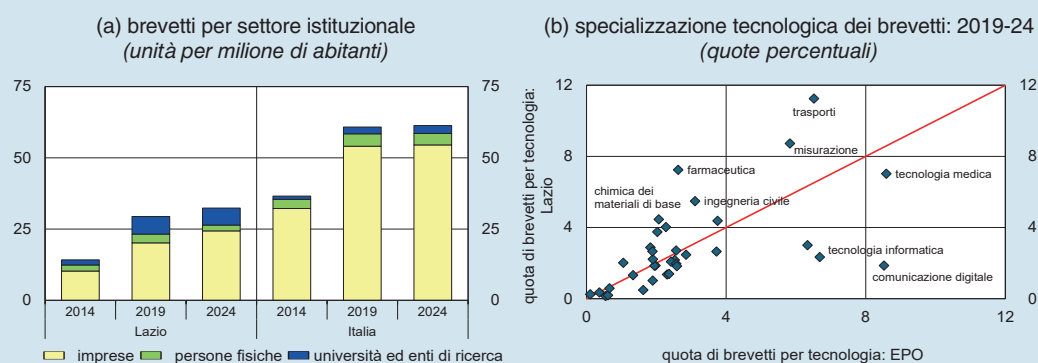 (a) brevetti per settore istituzionale
(unità per milione di abitanti)
75 75
50 50
25 25
0 0
2014 2019 2024 2014 2019 2024
Lazio Italia
imprese persone fisiche università ed enti di ricerca
(b) specializzazione tecnologica dei brevetti: 2019-24
(quote percentuali)
quota di brevetti per tecnologia:
Lazio
12 12
8 8
4 4
0 0
trasporti
misurazione
farmaceutica
tecnologia medica
chimica dei
materiali di base
ingegneria civile
tecnologia informatica
comunicazione digitale
0 4 8 12
quota di brevetti per tecnologia: EPO